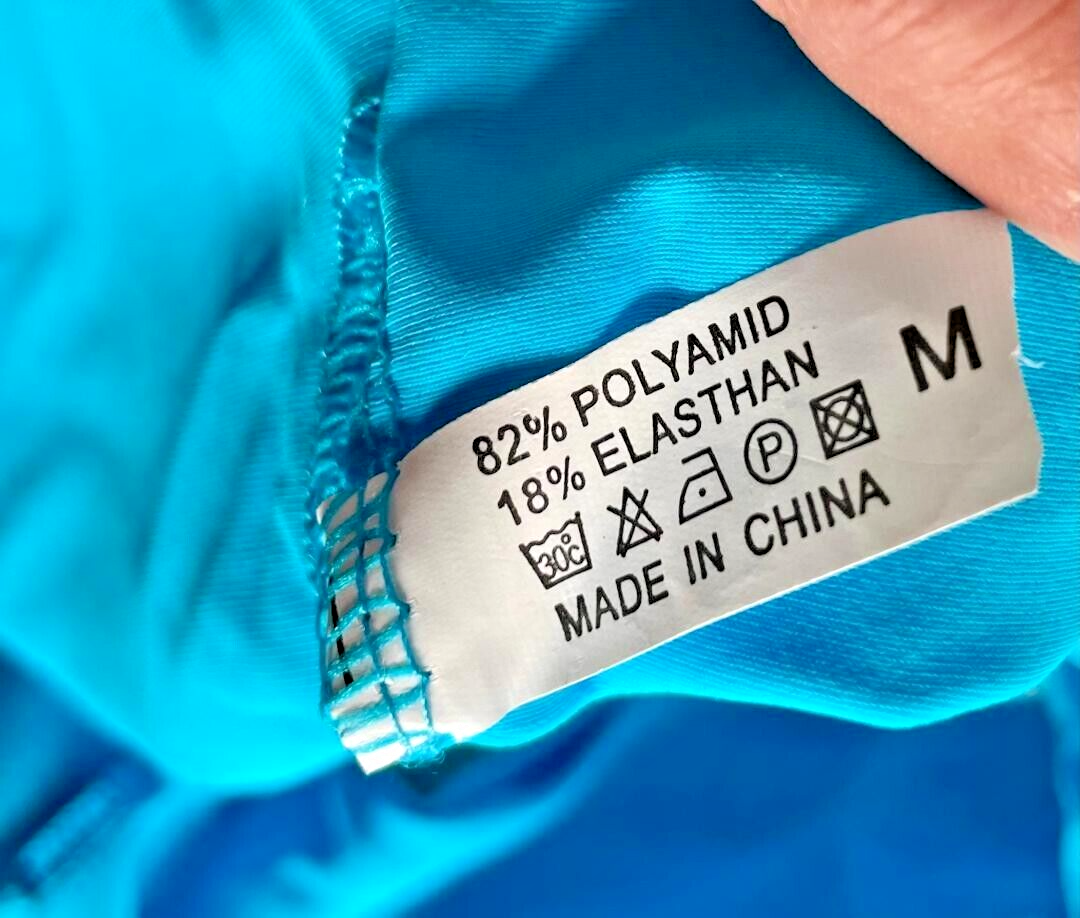 82% POLYAMID
18% ELASTHAN
M
30°C P
MADE IN CHINA